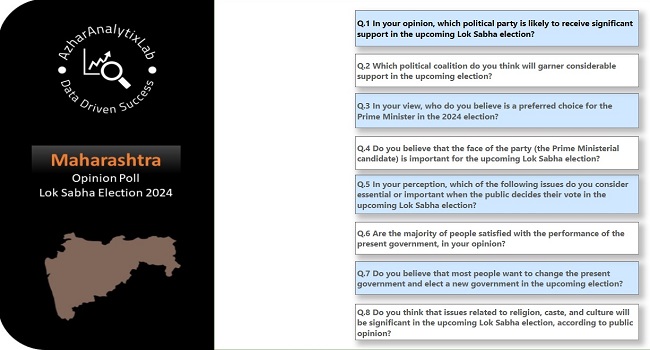 AzharAnalytixLab
Data Driven Success
Maharashtra
Opinion Poll
Lok Sabha Election 2024
Q.1 In your opinion, which political party is likely to receive significant
support in the upcoming Lok Sabha election?
Q.2 Which political coalition do you think will garner considerable
support in the upcoming election?
Q.3 In your view, who do you believe is a preferred choice for the
Prime Minister in the 2024 election?
Q.4 Do you believe that the face of the party (the Prime Ministerial
candidate) is important for the upcoming Lok Sabha election?
Q.5 In your perception, which of the following issues do you consider
essential or important when the public decides their vote in the
upcoming Lok Sabha election?
Q.6 Are the majority of people satisfied with the performance of the
present government, in your opinion?
Q.7 Do you believe that most people want to change the present
government and elect a new government in the upcoming election?
Q.8 Do you think that issues related to religion, caste, and culture will
be significant in the upcoming Lok Sabha election, according to public
opinion?